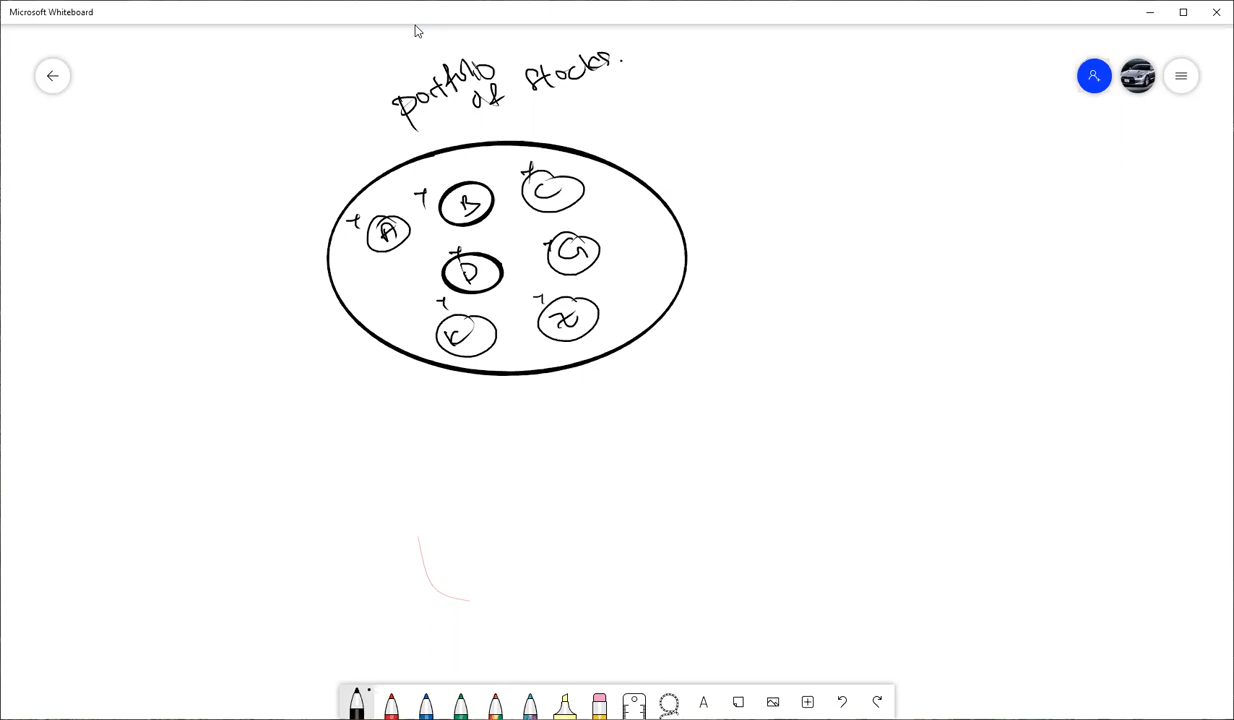 Microsoft Whiteboard
portfolio
of stocks.
+ B
+ C
+ A
+ G
+ D
+ K
+ Z
A